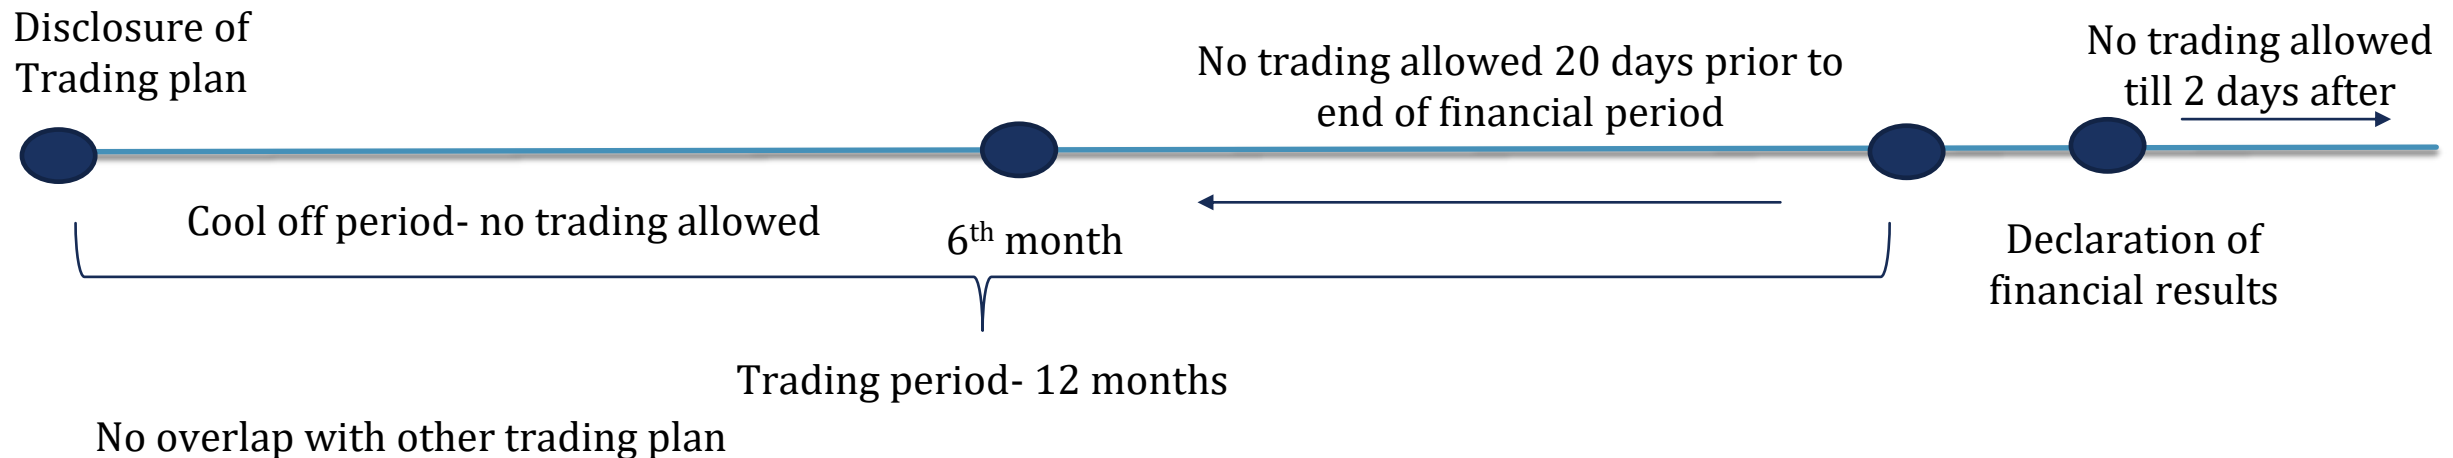 Disclosure of
Trading plan
No trading allowed 20 days prior to
end of financial period
No trading allowed
till 2 days after
Cool off period- no trading allowed
6th month
Declaration of
financial results
Trading period- 12 months
No overlap with other trading plan